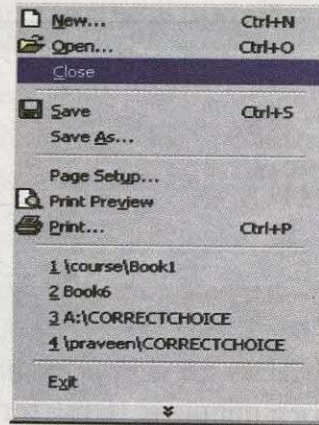 New... Ctrl+N
Open... Ctrl+O
Close
Save Ctrl+S
Save As...
Page Setup...
Print Preview
Print... Ctrl+P
1 \course\Book1
2 Book6
3 A:\CORRECTCHOICE
4 \praveen\CORRECTCHOICE
Exit